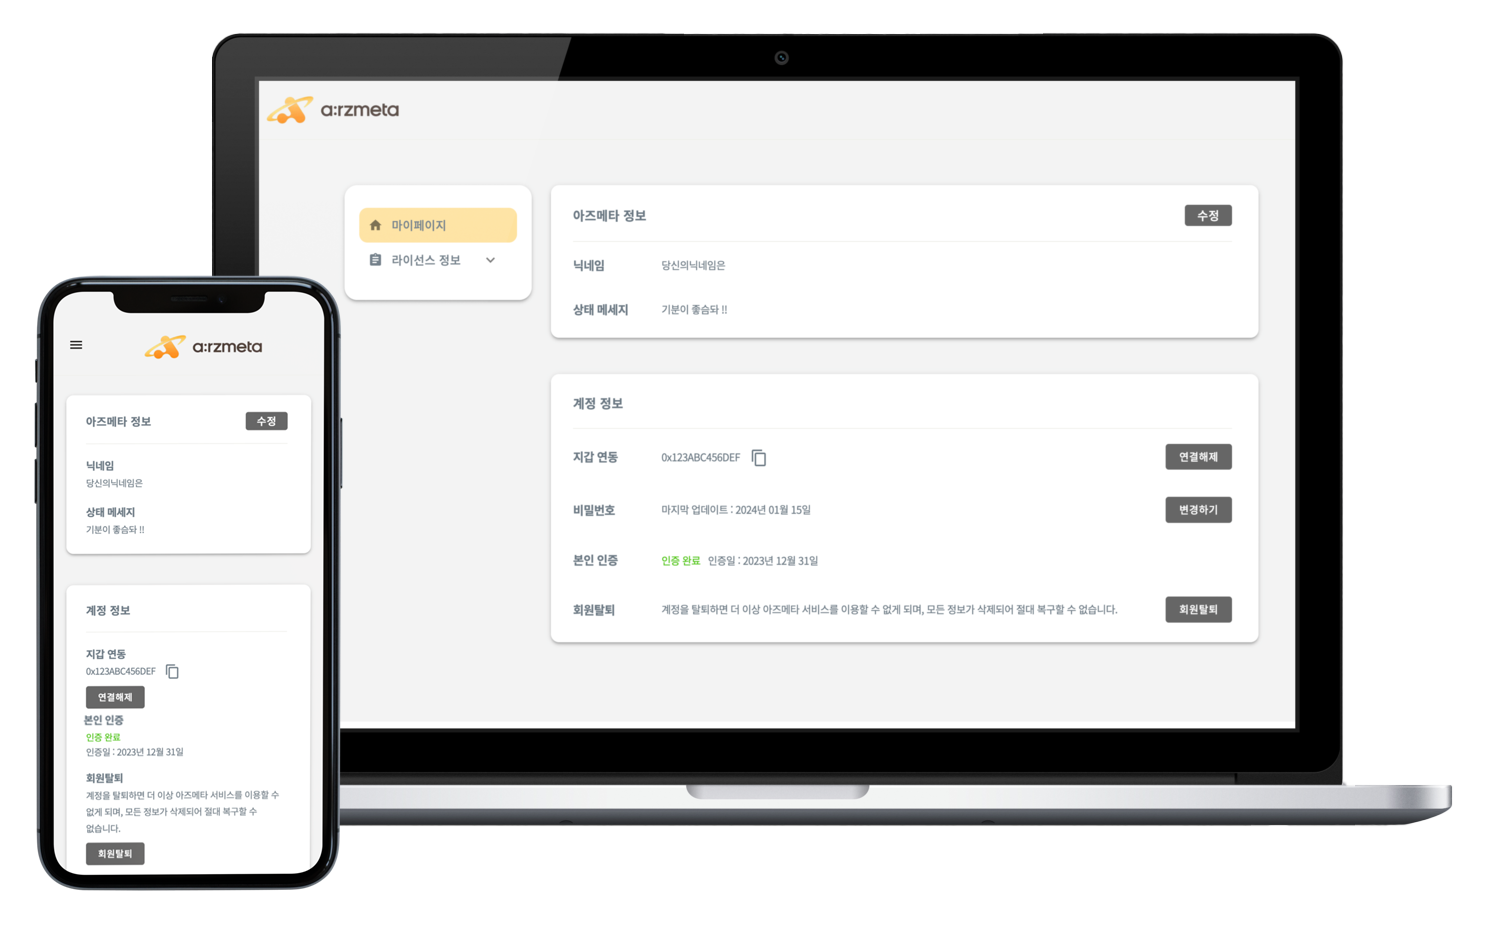 a:rzmeta
마이페이지
라이선스 정보
아즈메타 정보
수정
닉네임
당신의닉네임은
상태 메세지
기분이 좋습돠 !!
계정 정보
지갑 연동
0x123ABC456DEF
연결해제
비밀번호
마지막 업데이트 : 2024년 01월 15일
변경하기
본인 인증
인증 완료 인증일 : 2023년 12월 31일
회원탈퇴
계정을 탈퇴하면 더 이상 아즈메타 서비스를 이용할 수 없게 되며, 모든 정보가 삭제되어 절대 복구할 수 없습니다.
회원탈퇴
a:rzmeta
아즈메타 정보
수정
닉네임
당신의닉네임은
상태 메세지
기분이 좋습돠 !!
계정 정보
지갑 연동
0x123ABC456DEF
연결해제
본인 인증
인증 완료
인증일 : 2023년 12월 31일
회원탈퇴
계정을 탈퇴하면 더 이상 아즈메타 서비스를 이용할 수
없게 되며, 모든 정보가 삭제되어 절대 복구할 수
없습니다.
회원탈퇴